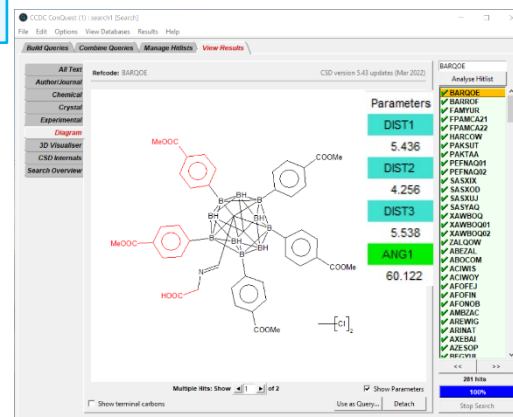 CCDC ConQuest (1) : search1 [Search]
File Edit Options View Databases Results Help
Build Queries Combine Queries Manage Hitlists View Results
All Text
Author/Journal
Chemical
Crystal
Experimental
Diagram
3D Visualiser
CSD Internals
Search Overview
Refcode: BARQOE
CSD version 5.43 updates (Mar 2022)
Parameters
DIST1
5.436
DIST2
4.256
DIST3
5.538
ANG1
60.122
MeOOC
COOMe
BH
B
B
B
BH
BH
MeOOC
B
BH
BH
B
N
HOOC
COOMe
COOMe
Cl
2
Multiple Hits: Show 1 of 2
Show Parameters
Show terminal carbons
Use as Query...
Detach
BARQOE
Analyse Hitlist
BARQOE
BARROF
FAMYUR
FPAMCA21
FPAMCA22
HARCOW
PAKSUT
PAKTAA
PEFNAQ01
PEFNAQ02
SASXIX
SASXOD
SASXUJ
SASYAQ
XAWBOQ
XAWBOQ01
XAWBOQ02
ZALQOW
ABEZAL
ABOCOM
ACIWIS
ACIWOY
AFOFEJ
AFOFIN
AFONOB
AMBZAC
AREWIG
ARINAT
AXEBAI
AZESOP
<< >>
281 hits
100%
Stop Search